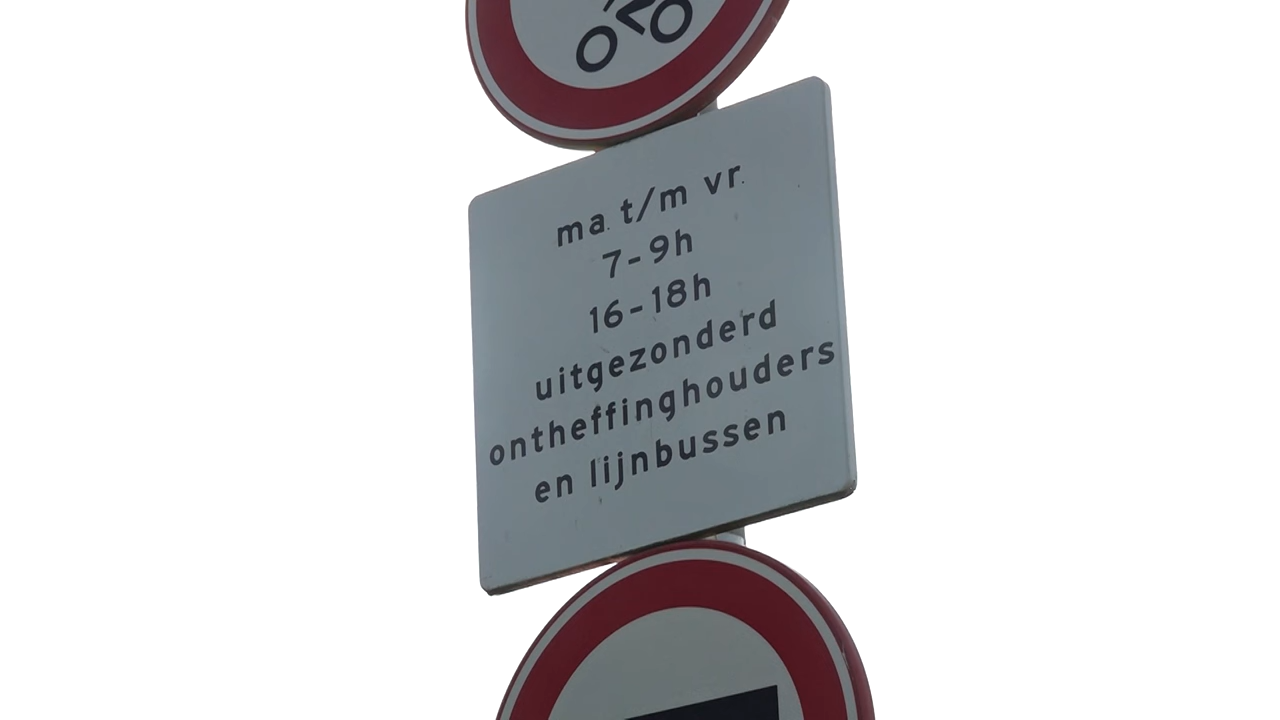 ma. t/m vr.
7-9h
16-18h
uitgezonderd
ontheffinghouders
en lijnbussen